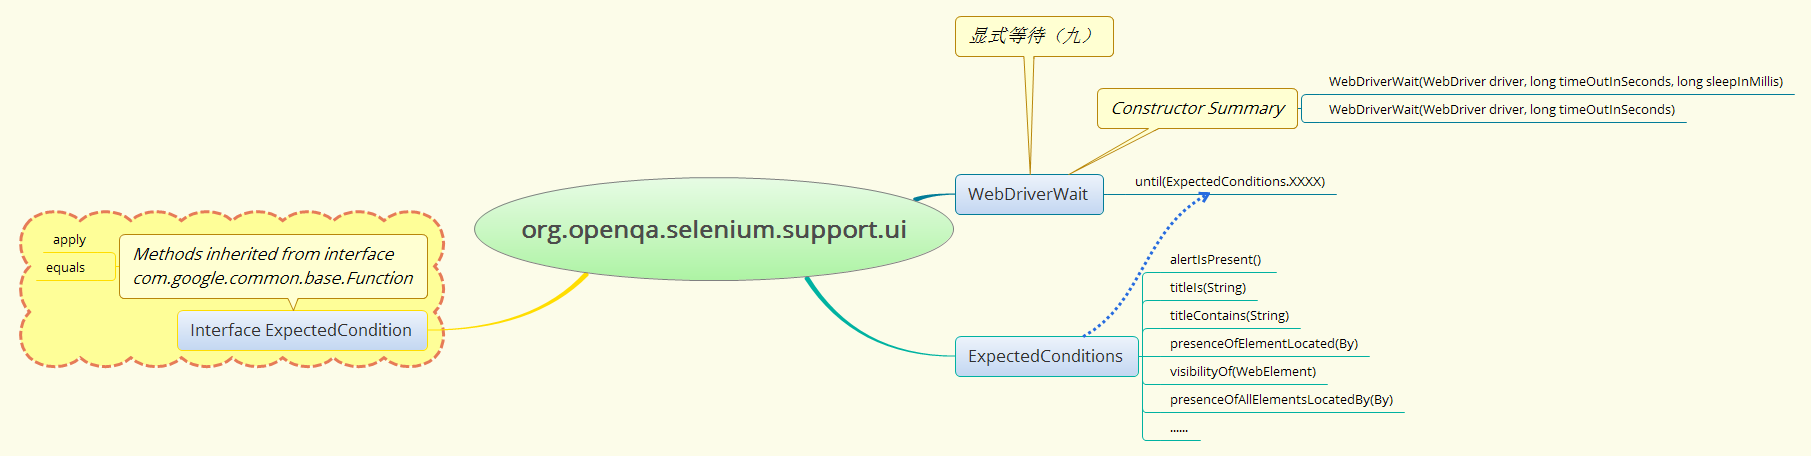 显式等待（九）
Constructor Summary
WebDriverWait(WebDriver driver, long timeOutInSeconds, long sleepInMillis)
WebDriverWait(WebDriver driver, long timeOutInSeconds)
WebDriverWait
until(ExpectedConditions.XXXX)
org.openqa.selenium.support.ui
apply
equals
Methods inherited from interface
com.google.common.base.Function
Interface ExpectedCondition
ExpectedConditions
alertIsPresent()
titleIs(String)
titleContains(String)
presenceOfElementLocated(By)
visibilityOf(WebElement)
presenceOfAllElementsLocatedBy(By)
......